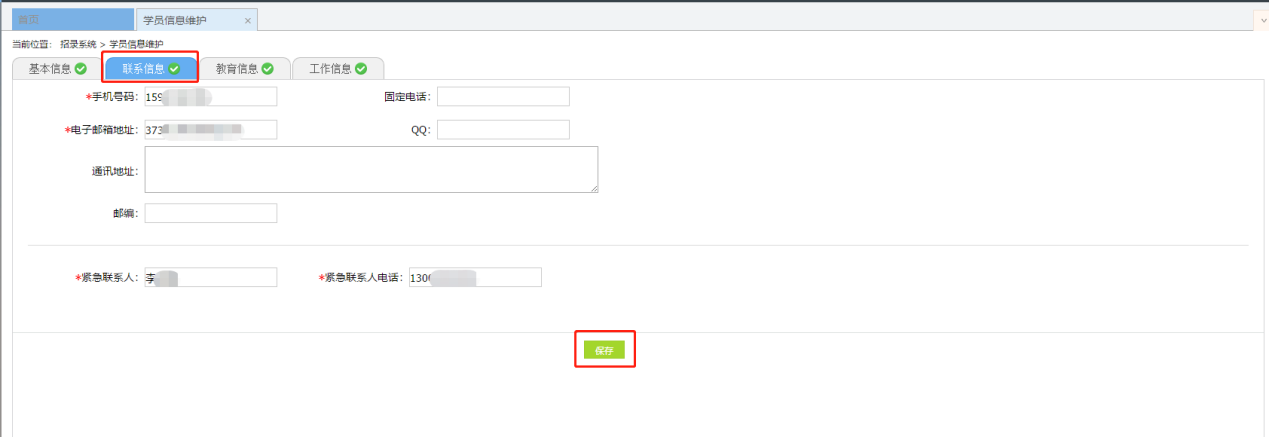 首页 学员信息维护 ×
当前位置： 招录系统 > 学员信息维护
基本信息 联系信息 教育信息 工作信息
*手机号码： 159 固定电话：
*电子邮箱地址： 373 QQ：
通讯地址：
邮编：
*紧急联系人： 李 *紧急联系人电话： 130
保存